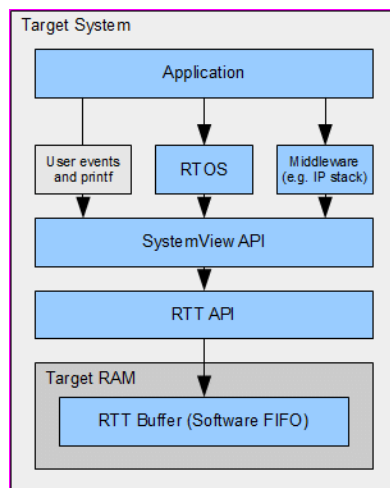 Target System
Application
User events
and printf
RTOS
Middleware
(e.g. IP stack)
SystemView API
RTT API
Target RAM
RTT Buffer (Software FIFO)